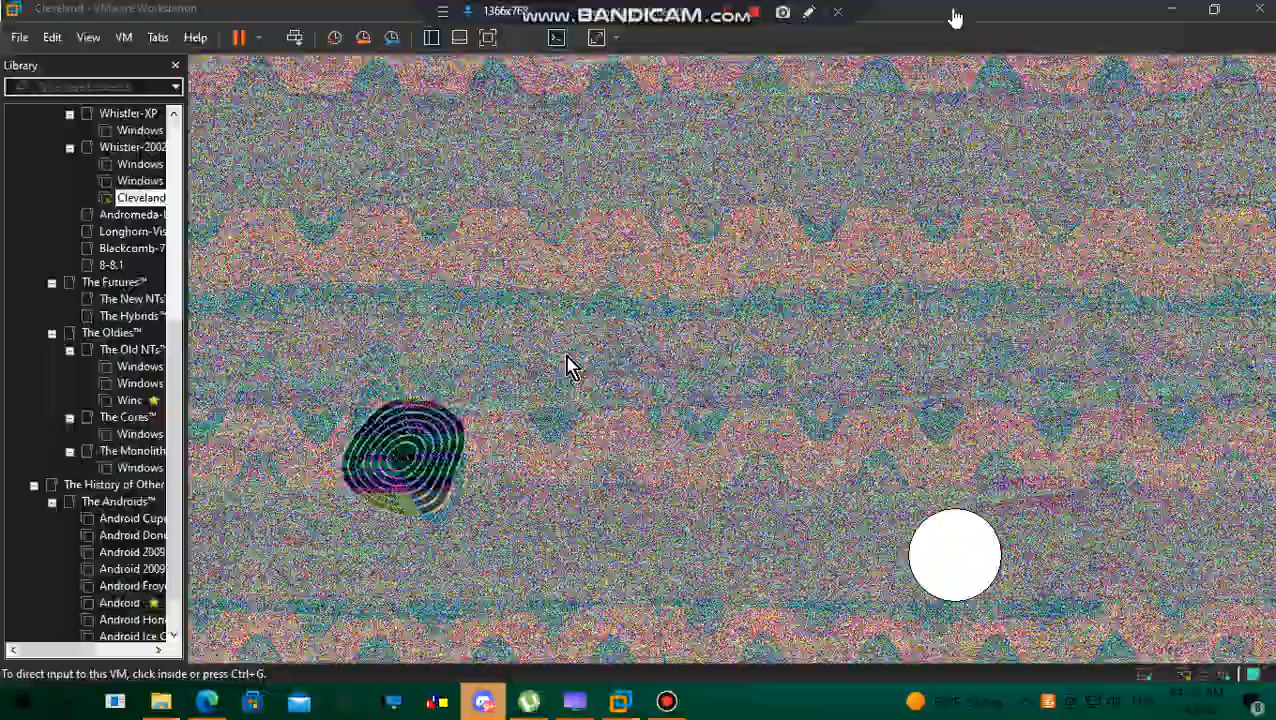 Cleveland - VMware Workstation
1366x768
www.BANDICAM.com
File Edit View VM Tabs Help
Library
Whistler-XP
Windows
Whistler-2002
Windows
Windows
Cleveland
Andromeda-L
Longhorn-Vis
Blackcomb-7
8-8.1
The Futures™
The New NTs
The Hybrids™
The Oldies™
The Old NTs™
Windows
Windows
Winc
The Cores™
Windows
The Monolith
Windows
The History of Other
The Androids™
Android Cup
Android Don
Android 2009
Android 2009
Android Froy
Android
Android Hon
Android Ice C
To direct input to this VM, click inside or press Ctrl+G.
8